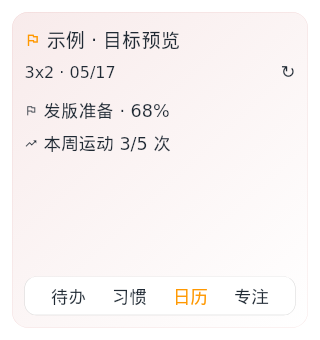 示例 · 目标预览
3x2 · 05/17 ↻
发版准备 · 68%
本周运动 3/5 次
待办 习惯 日历 专注